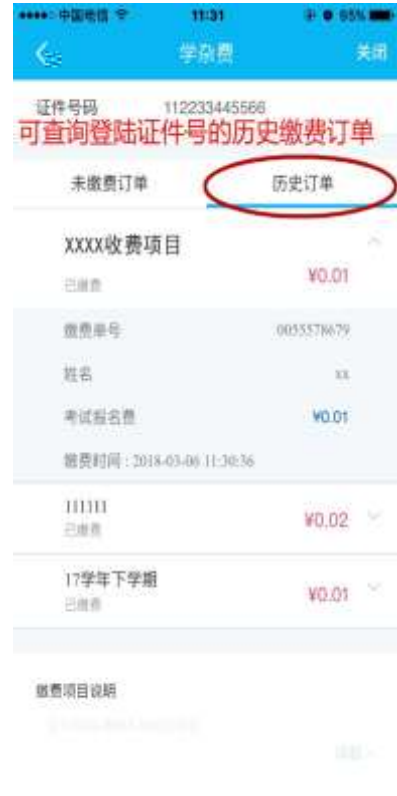 中国电信 11:31 95%
学杂费 关闭
证件号码 112233445566
可查询登陆证件号的历史缴费订单
未缴费订单 历史订单
XXXX收费项目
已缴费 ¥0.01
缴费单号 0055578679
姓名 xx
考试报名费 ¥0.01
缴费时间：2018-03-06 11:30:36
111111
已缴费 ¥0.02
17学年下学期
已缴费 ¥0.01
缴费项目说明